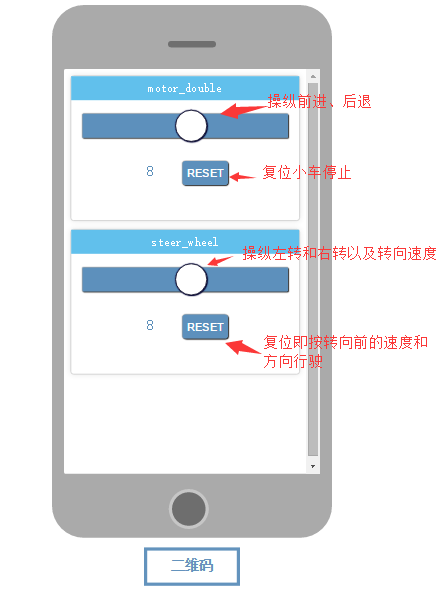 motor_double
操纵前进、后退
8
RESET
复位小车停止
steer_wheel
操纵左转和右转以及转向速度
8
RESET
复位即按转向前的速度和
方向行驶
二维码